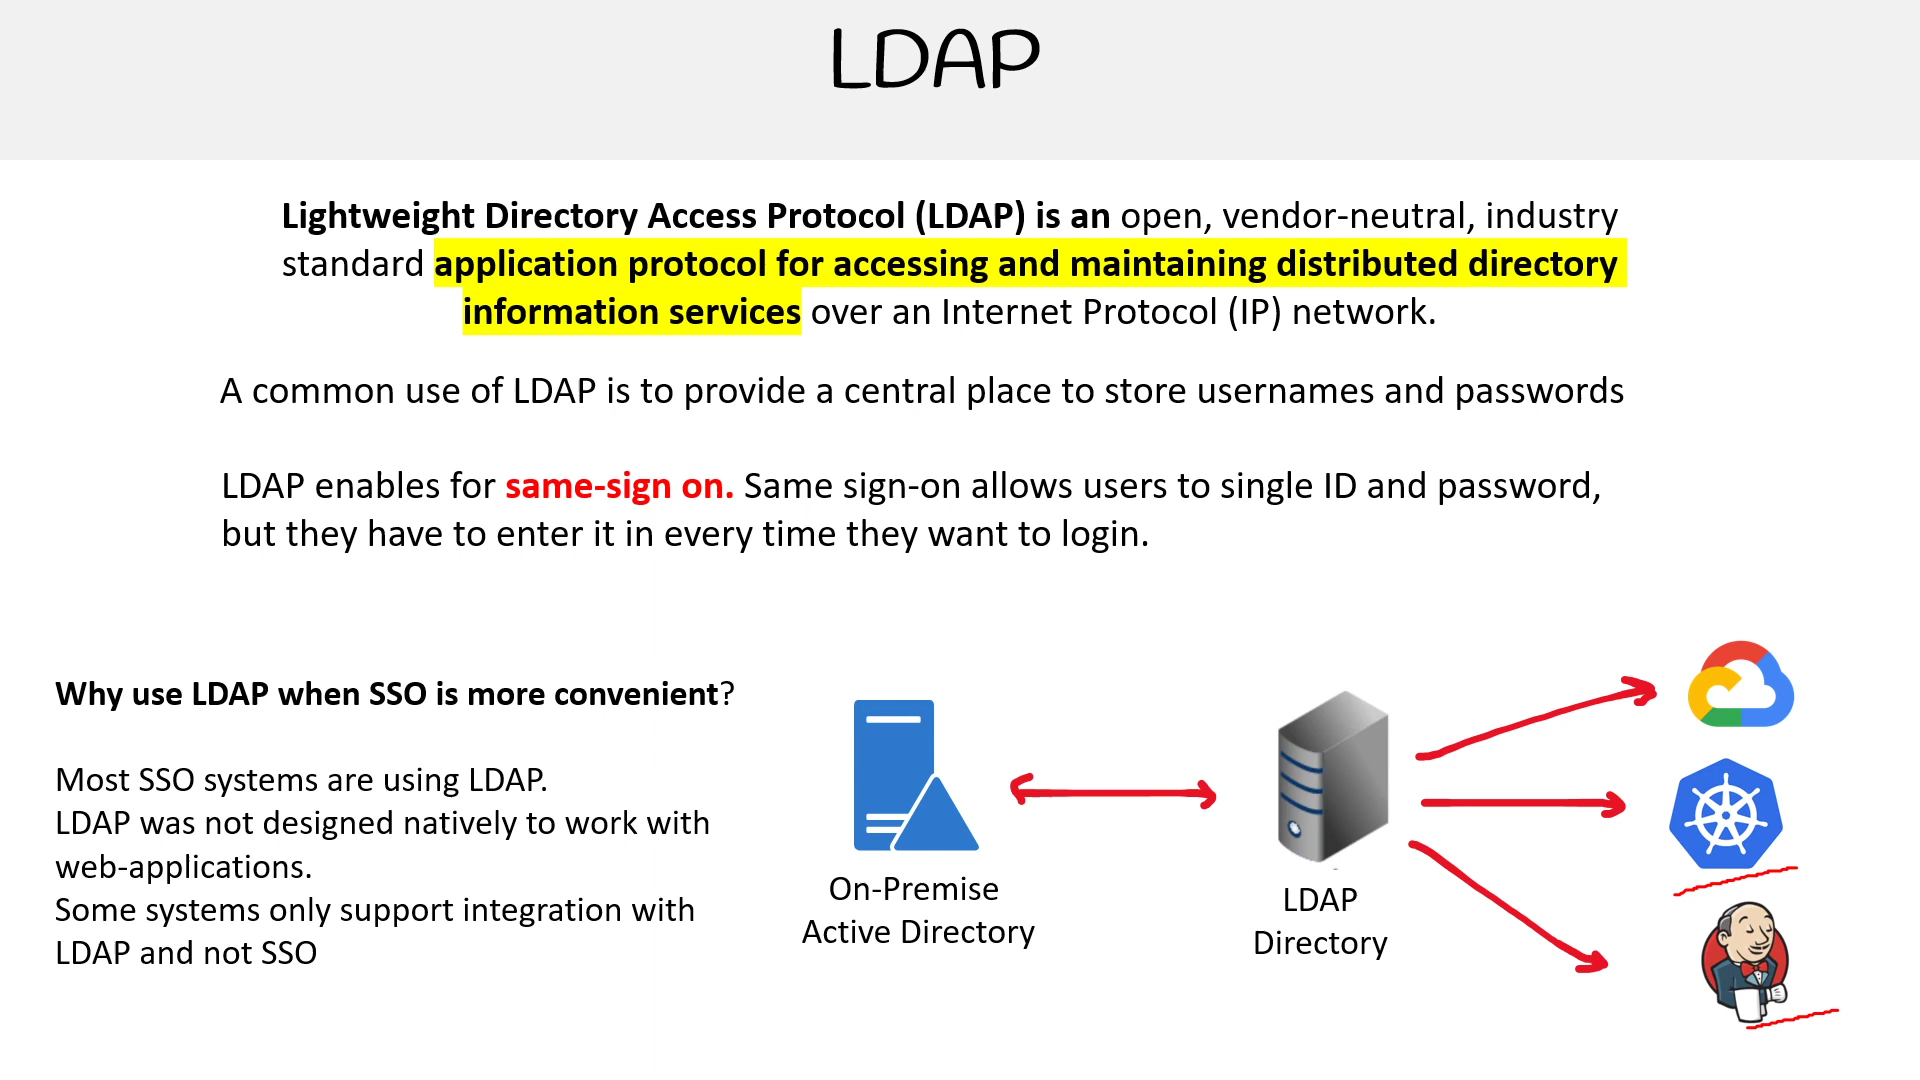 LDAP
Lightweight Directory Access Protocol (LDAP) is an open, vendor-neutral, industry
standard application protocol for accessing and maintaining distributed directory
information services over an Internet Protocol (IP) network.
A common use of LDAP is to provide a central place to store usernames and passwords
LDAP enables for same-sign on. Same sign-on allows users to single ID and password,
but they have to enter it in every time they want to login.
Why use LDAP when SSO is more convenient?
Most SSO systems are using LDAP.
LDAP was not designed natively to work with
web-applications.
Some systems only support integration with
LDAP and not SSO
On-Premise
Active Directory
LDAP
Directory